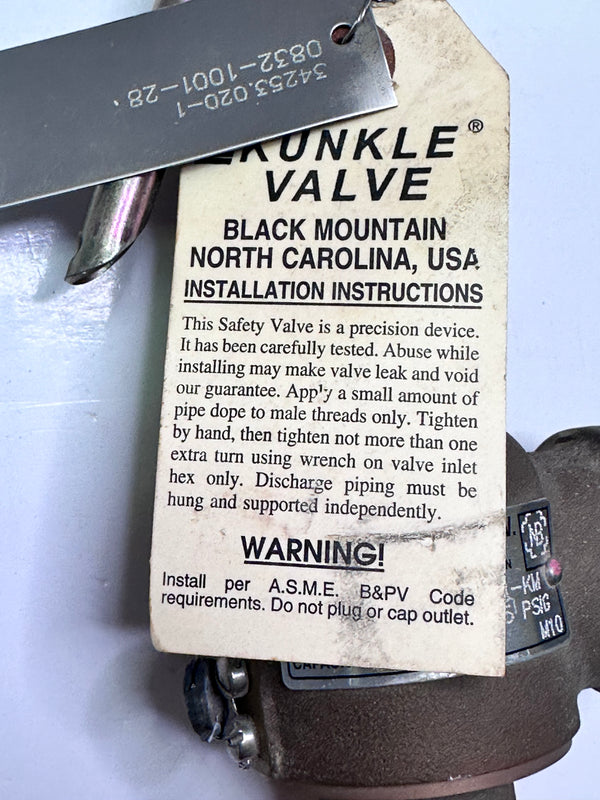 34253.020-1
0832-1001-28.
KUNKLE®
VALVE
BLACK MOUNTAIN
NORTH CAROLINA, USA
INSTALLATION INSTRUCTIONS
This Safety Valve is a precision device.
It has been carefully tested. Abuse while
installing may make valve leak and void
our guarantee. Apply a small amount of
pipe dope to male threads only. Tighten
by hand, then tighten not more than one
extra turn using wrench on valve inlet
hex only. Discharge piping must be
hung and supported independently.
WARNING!
Install per A.S.M.E. B&PV Code
requirements. Do not plug or cap outlet.
N.
NB
N
-KM
PSIG
M10